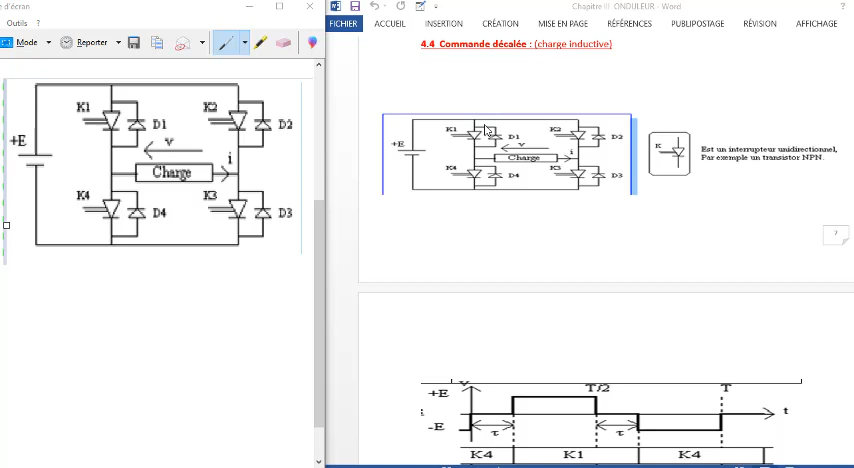 e d'écran
Outils ?
Mode
Reporter
K1
K2
D1
D2
+E
v
i
Charge
K4
K3
D4
D3
Chapitre III ONDULEUR - Word
?
FICHIER ACCUEIL INSERTION CRÉATION MISE EN PAGE RÉFÉRENCES PUBLIPOSTAGE RÉVISION AFFICHAGE
4.4 Commande décalée : (charge inductive)
K1
K2
D1
D2
+E
v
i
Charge
K4
K3
D4
D3
K
Est un interrupteur unidirectionnel,
Par exemple un transistor NPN.
7
v
+E
T/2
T
t
-E
τ
τ
K4 K1 K4